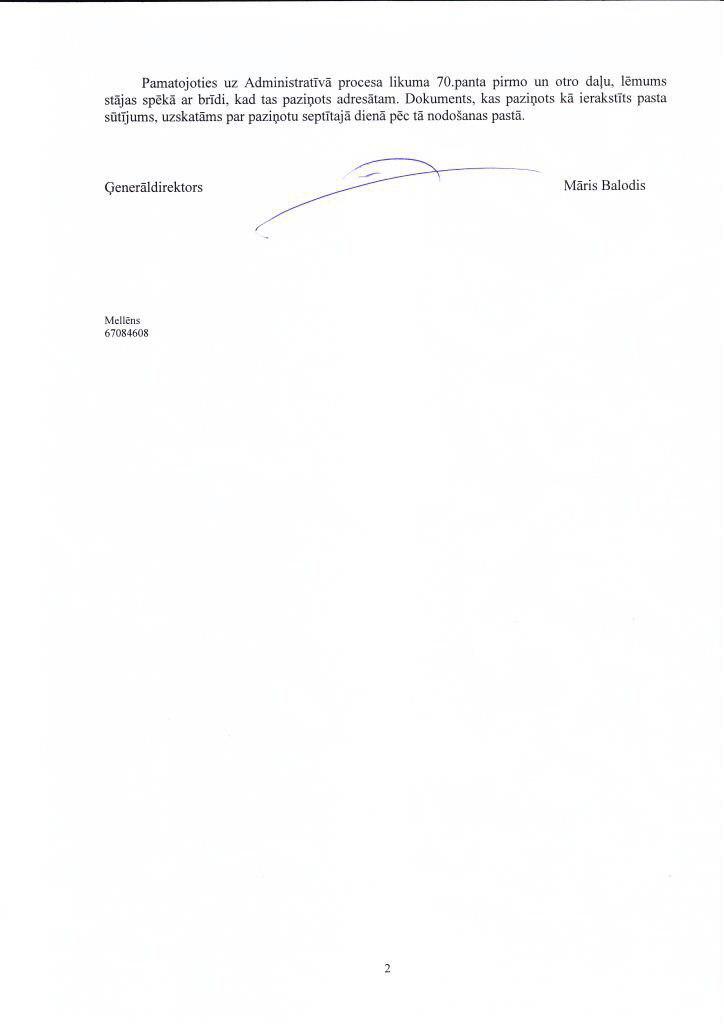 Pamatojoties uz Administratīvā procesa likuma 70.panta pirmo un otro daļu, lēmums
stājas spēkā ar brīdi, kad tas paziņots adresātam. Dokuments, kas paziņots kā ierakstīts pasta
sūtījums, uzskatāms par paziņotu septītajā dienā pēc tā nodošanas pastā.
Ģenerāldirektors
Māris Balodis
Mellēns
67084608
2